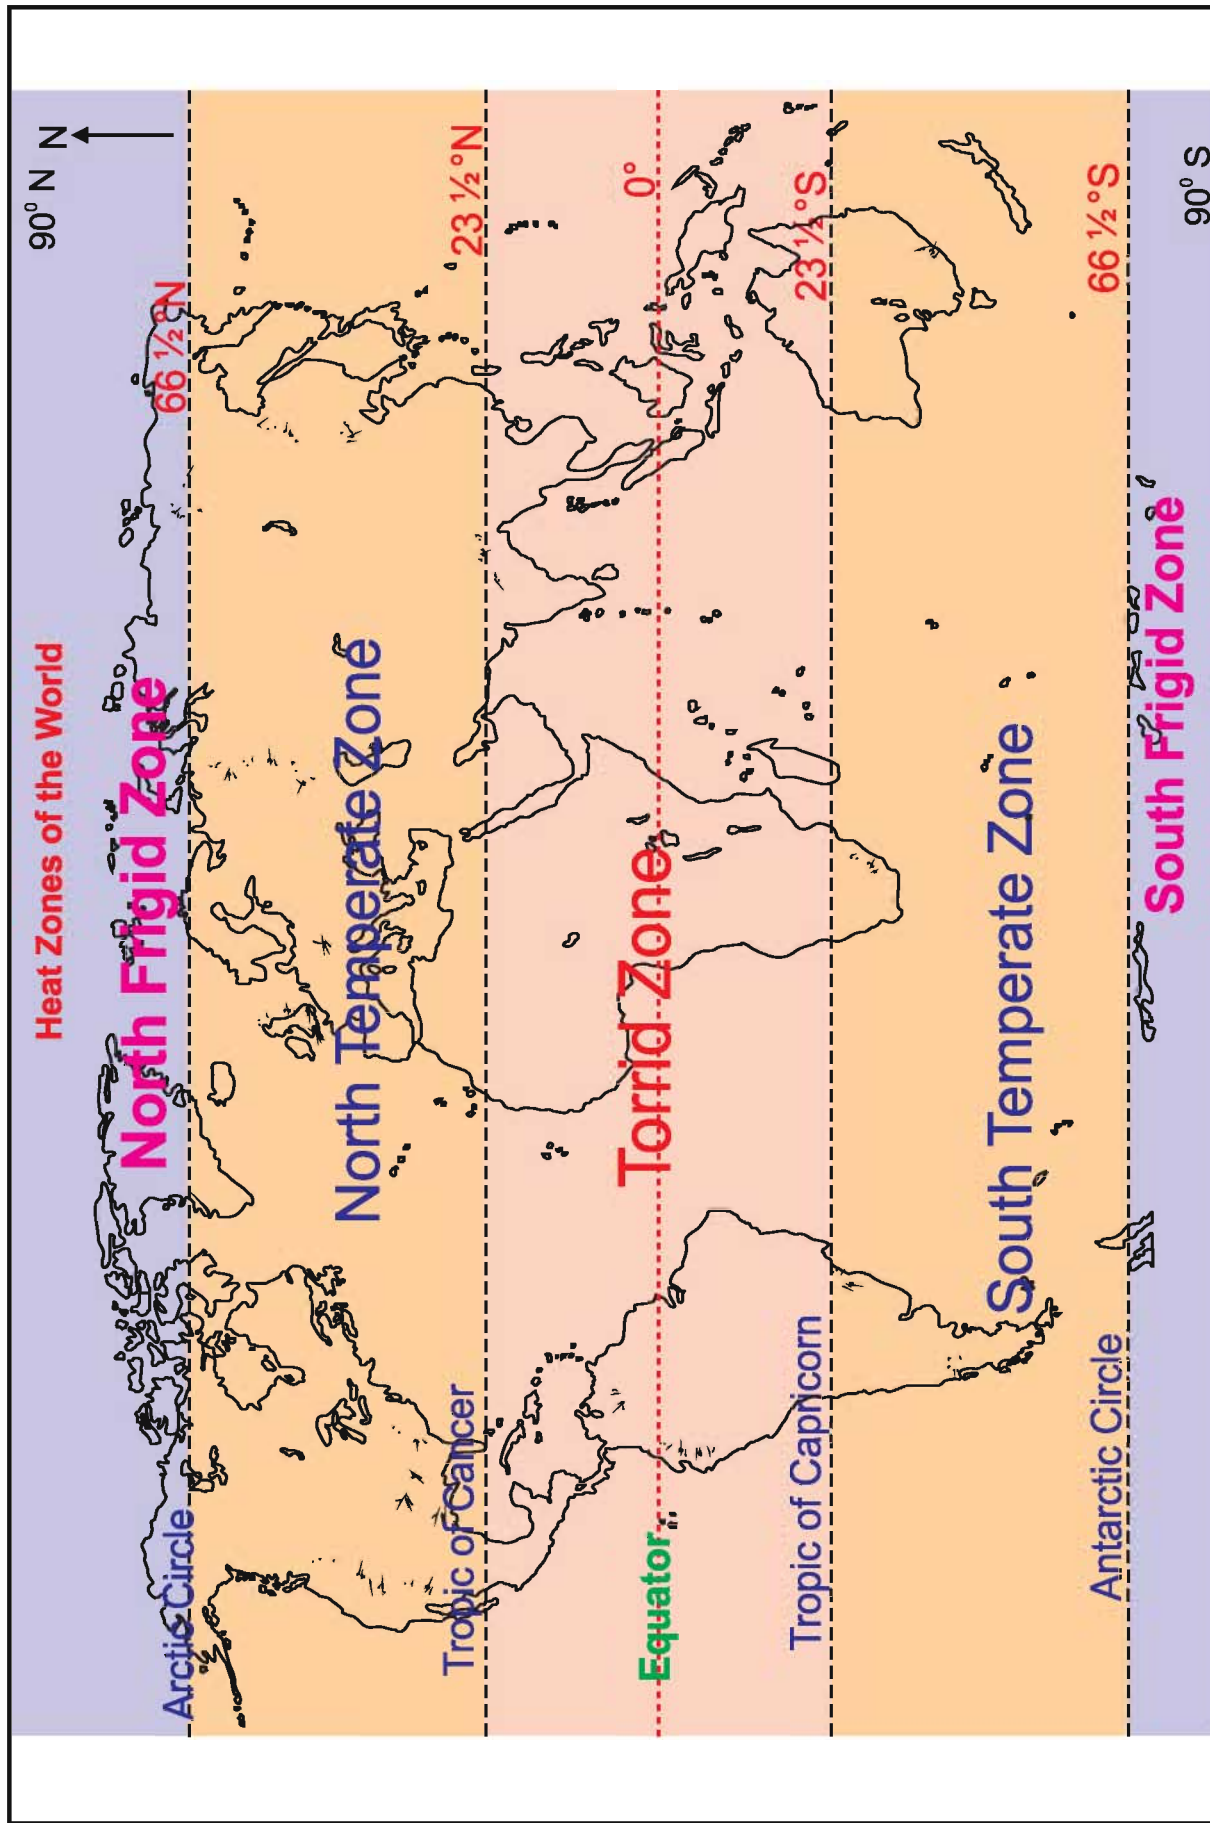 Heat Zones of the World
90⁰ N
N
North Frigid Zone
Arctic Circle
66 ½°N
North Temperate Zone
Tropic of Cancer
23 ½°N
Torrid Zone
Equator
0°
Tropic of Capricorn
23 ½°S
South Temperate Zone
Antarctic Circle
66 ½°S
South Frigid Zone
90⁰ S